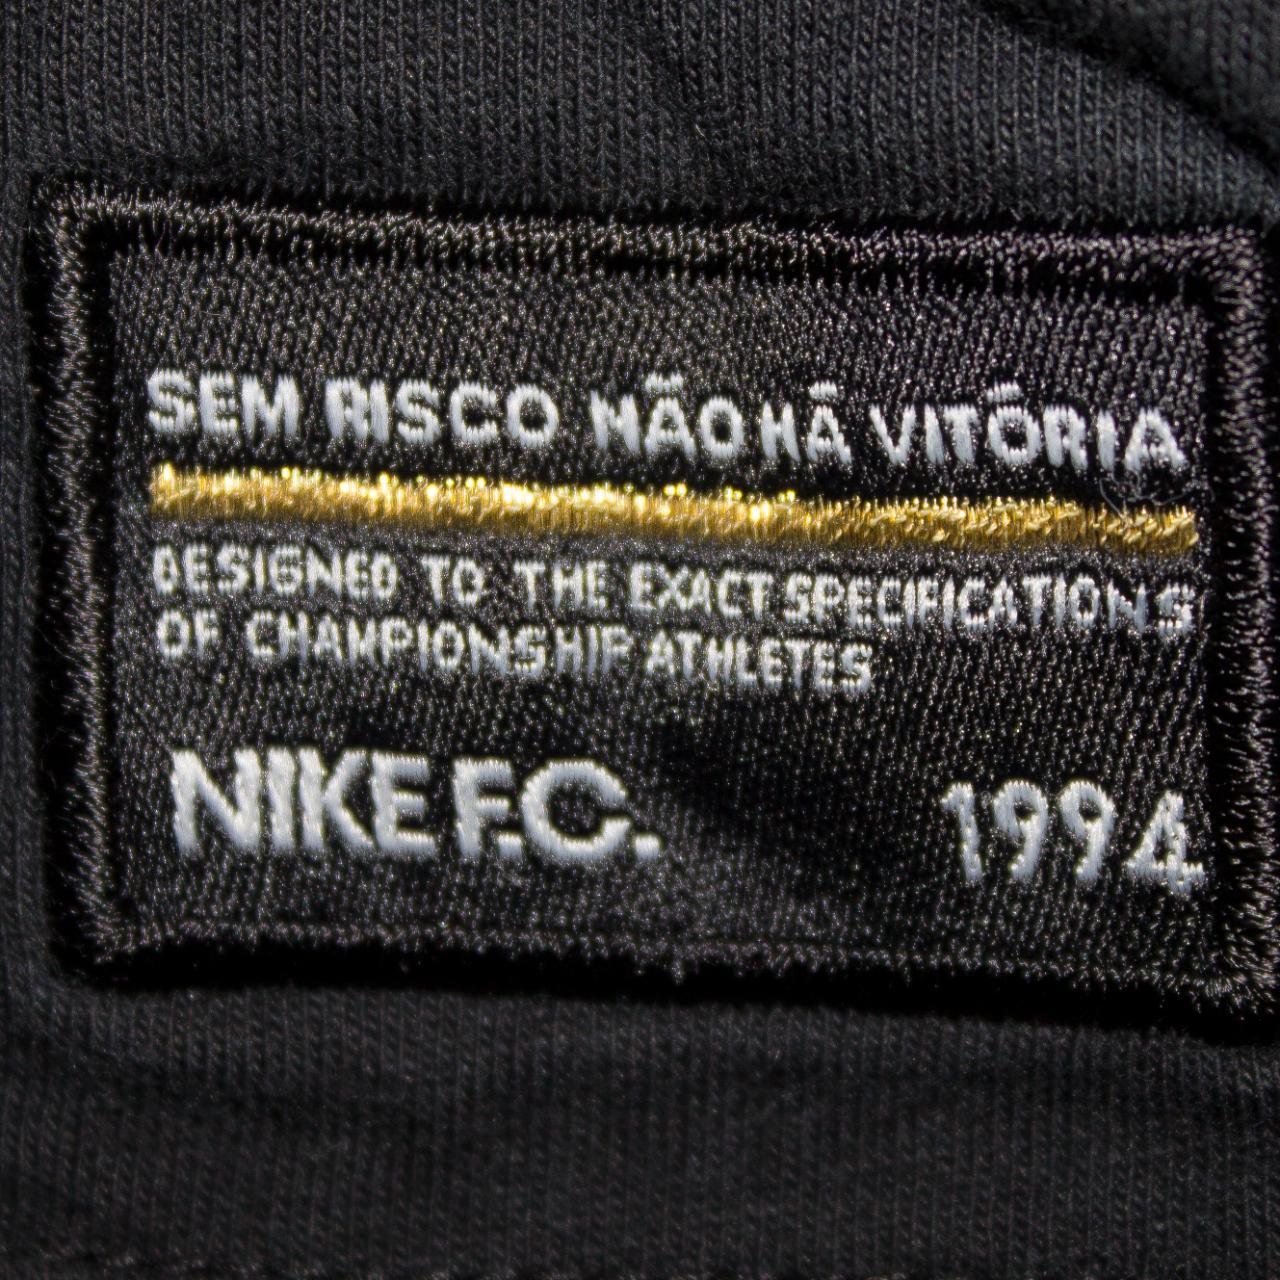 SEM RISCO NÃO HÁ VITÓRIA
DESIGNED TO THE EXACT SPECIFICATIONS
OF CHAMPIONSHIP ATHLETES
NIKE F.C. 1994